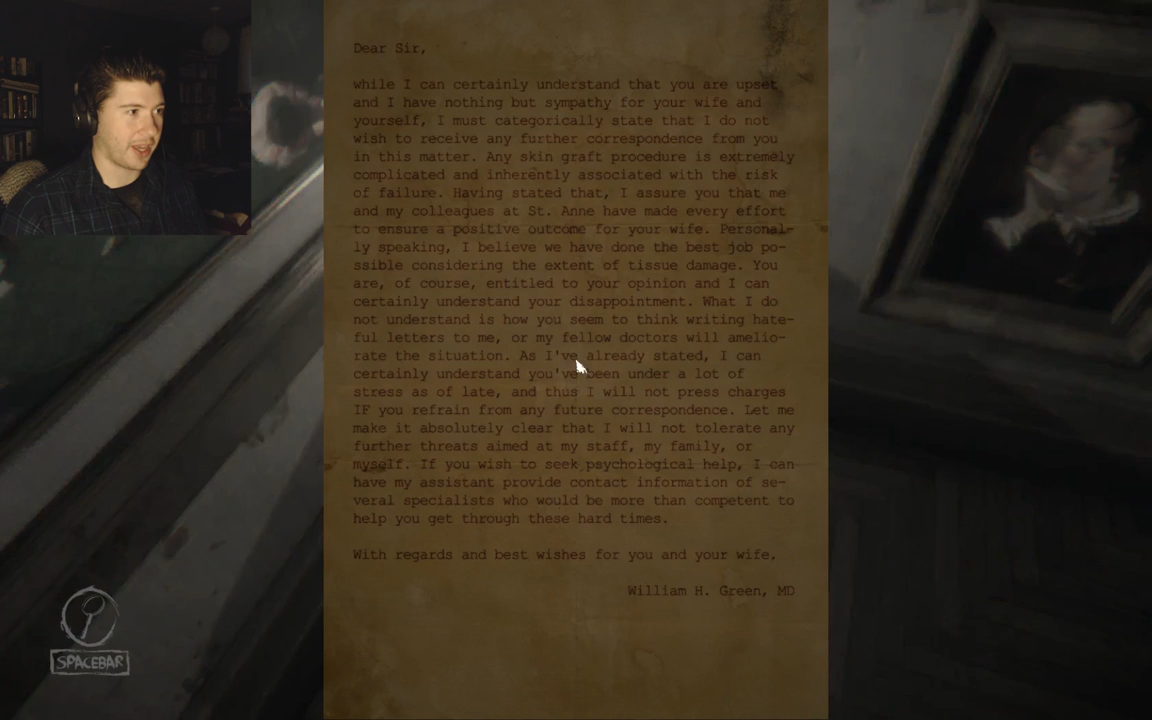 Dear Sir,
while I can certainly understand that you are upset
and I have nothing but sympathy for your wife and
yourself, I must categorically state that I do not
wish to receive any further correspondence from you
in this matter. Any skin graft procedure is extremely
complicated and inherently associated with the risk
of failure. Having stated that, I assure you that me
and my colleagues at St. Anne have made every effort
to ensure a positive outcome for your wife. Personal-
ly speaking, I believe we have done the best job po-
ssible considering the extent of tissue damage. You
are, of course, entitled to your opinion and I can
certainly understand your disappointment. What I do
not understand is how you seem to think writing hate-
ful letters to me, or my fellow doctors will amelio-
rate the situation. As I've already stated, I can
certainly understand you've been under a lot of
stress as of late, and thus I will not press charges
IF you refrain from any future correspondence. Let me
make it absolutely clear that I will not tolerate any
further threats aimed at my staff, my family, or
myself. If you wish to seek psychological help, I can
have my assistant provide contact information of se-
veral specialists who would be more than competent to
help you get through these hard times.
With regards and best wishes for you and your wife.
William H. Green, MD
SPACEBAR